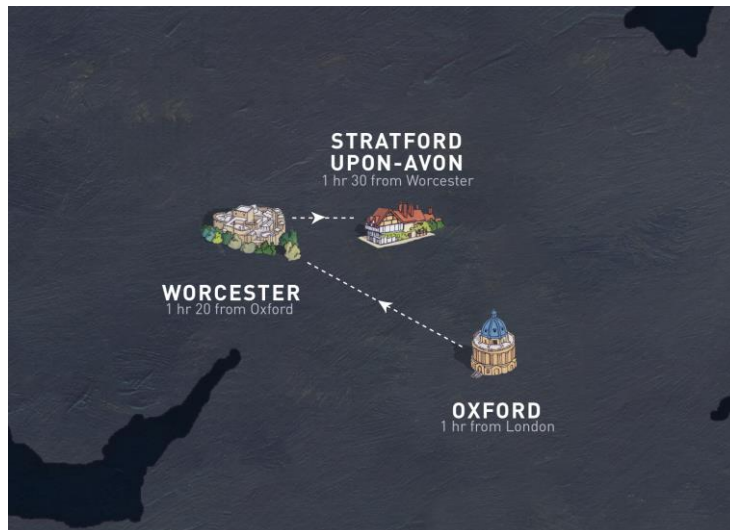 STRATFORD
UPON-AVON
1 hr 30 from Worcester
WORCESTER
1 hr 20 from Oxford
OXFORD
1 hr from London